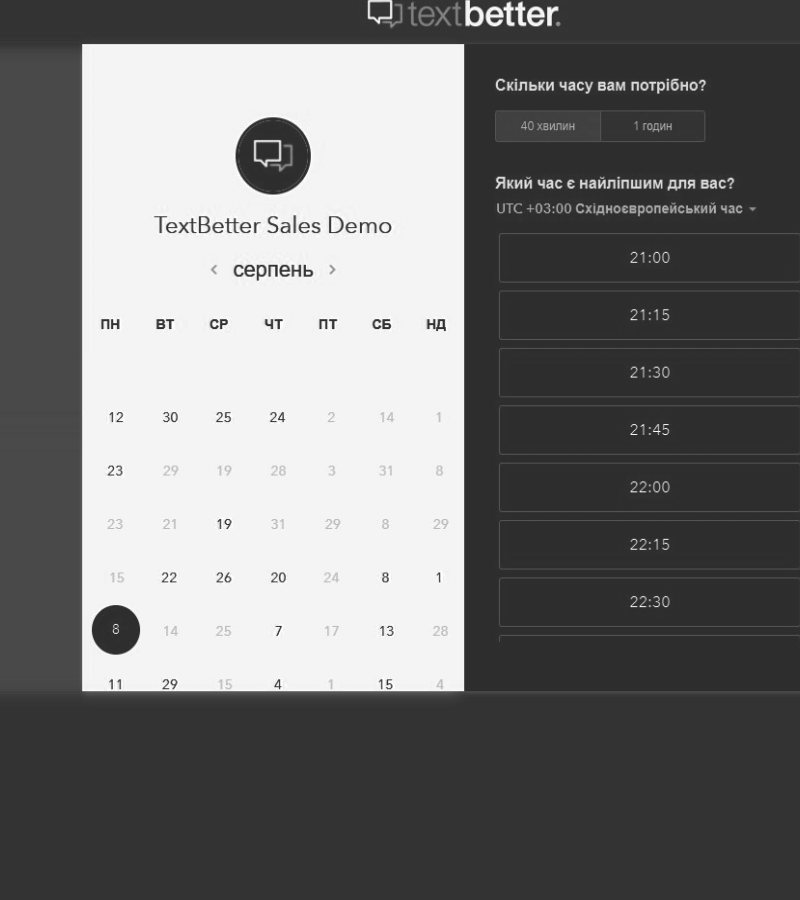 textbetter.
TextBetter Sales Demo
‹ серпень ›
ПН ВТ СР ЧТ ПТ СБ НД
12 30 25 24 2 14 1
23 29 19 28 3 31 8
23 21 19 31 29 8 29
15 22 26 20 24 8 1
8 14 25 7 17 13 28
11 29 15 4 1 15 4
Скільки часу вам потрібно?
40 хвилин 1 годин
Який час є найліпшим для вас?
UTC +03:00 Східноєвропейський час
21:00
21:15
21:30
21:45
22:00
22:15
22:30